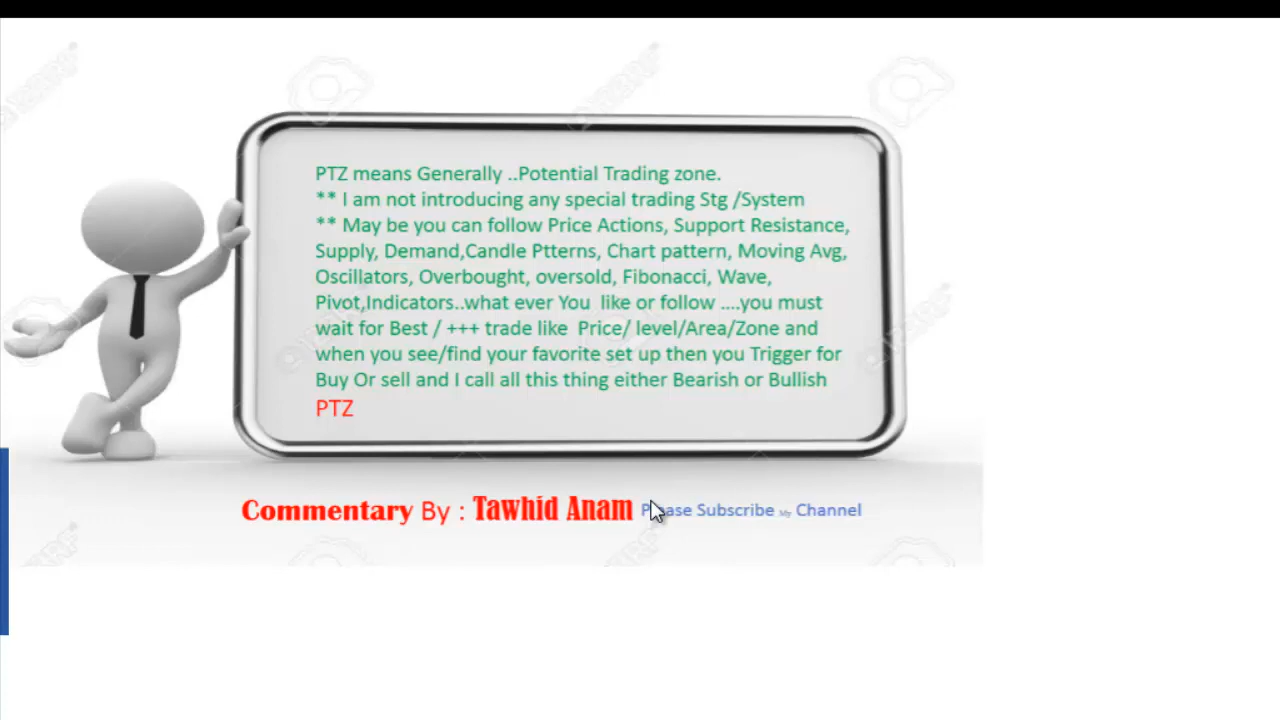 PTZ means Generally ..Potential Trading zone.
** I am not introducing any special trading Stg /System
** May be you can follow Price Actions, Support Resistance,
Supply, Demand,Candle Ptterns, Chart pattern, Moving Avg,
Oscillators, Overbought, oversold, Fibonacci, Wave,
Pivot,Indicators..what ever You like or follow ....you must
wait for Best / +++ trade like Price/ level/Area/Zone and
when you see/find your favorite set up then you Trigger for
Buy Or sell and I call all this thing either Bearish or Bullish
PTZ
Commentary By : Tawhid Anam Please Subscribe My Channel